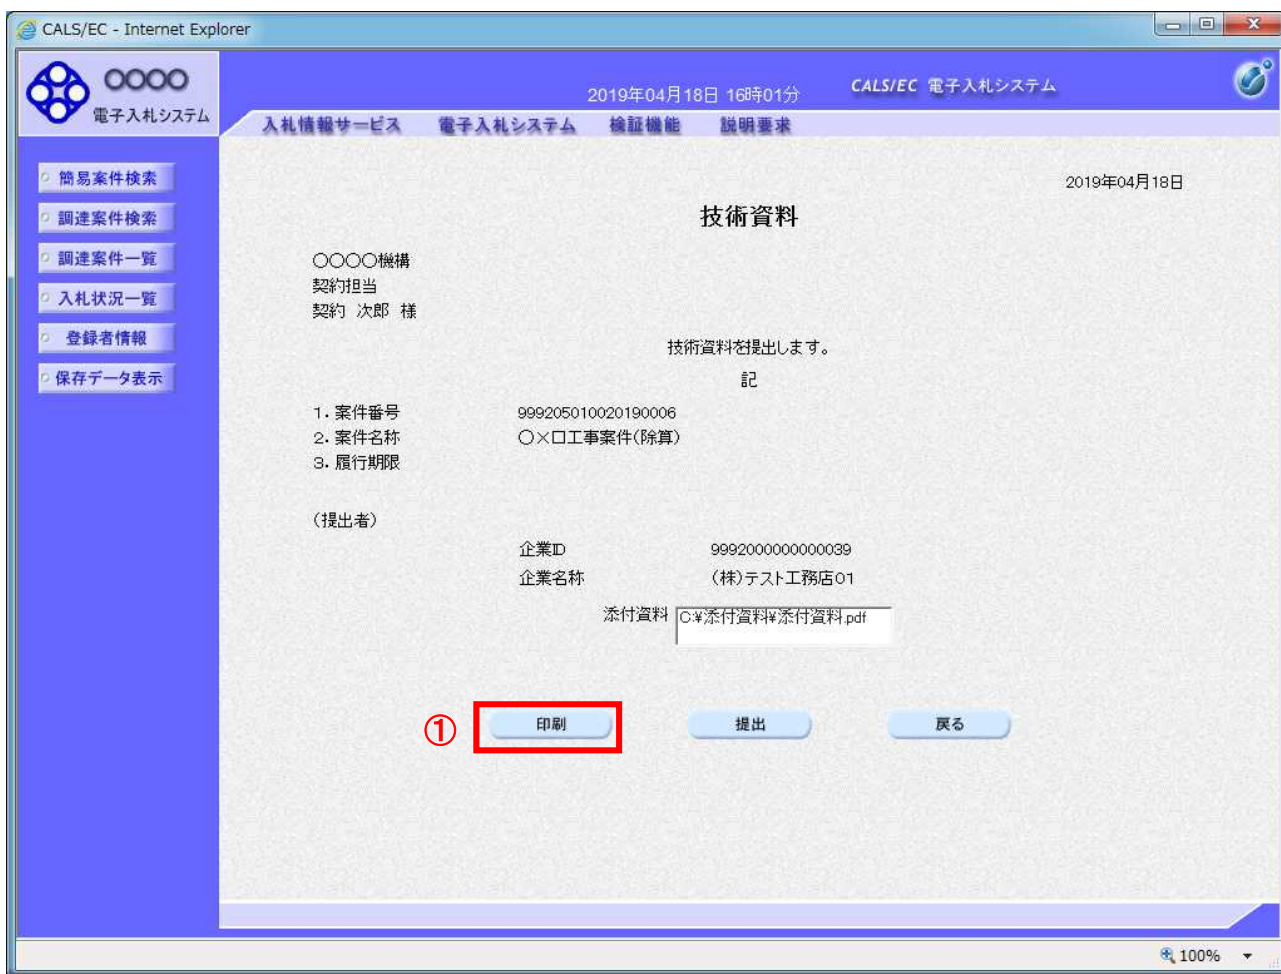 CALS/EC - Internet Explorer
○○○○
電子入札システム
2019年04月18日 16時01分
CALS/EC 電子入札システム
入札情報サービス 電子入札システム 検証機能 説明要求
簡易案件検索
調達案件検索
調達案件一覧
入札状況一覧
登録者情報
保存データ表示
2019年04月18日
技術資料
○○○○機構
契約担当
契約 次郎 様
技術資料を提出します。
記
1. 案件番号 999205010020190006
2. 案件名称 ○×口工事案件(除算)
3. 履行期限
(提出者)
企業ID 9992000000000039
企業名称 (株)テスト工務店01
添付資料 C:¥添付資料¥添付資料.pdf
① 印刷 提出 戻る
100%